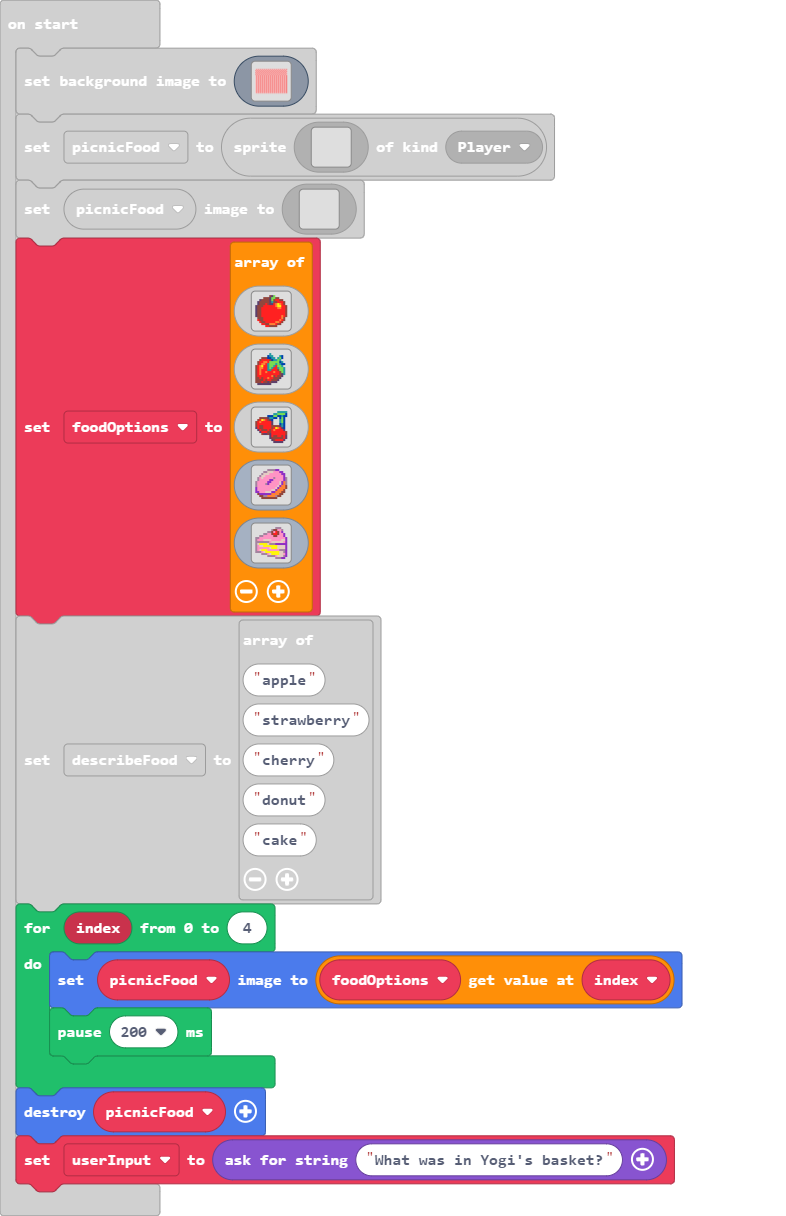 on start
set background image to
set picnicFood to sprite of kind Player
set picnicFood image to
array of
set foodOptions to
array of
"apple"
"strawberry"
set describeFood to "cherry"
"donut"
"cake"
for index from 0 to 4
do
set picnicFood image to foodOptions get value at index
pause 200 ms
destroy picnicFood
set userInput to ask for string "What was in Yogi's basket?"